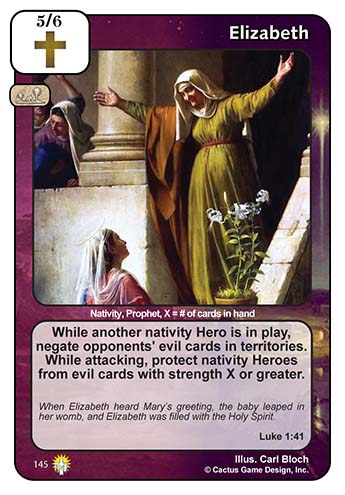 5/6
Elizabeth
Nativity, Prophet, X = # of cards in hand
While another nativity Hero is in play,
negate opponents' evil cards in territories.
While attacking, protect nativity Heroes
from evil cards with strength X or greater.
When Elizabeth heard Mary's greeting, the baby leaped in
her womb, and Elizabeth was filled with the Holy Spirit.
Luke 1:41
145
Illus. Carl Bloch
© Cactus Game Design, Inc.